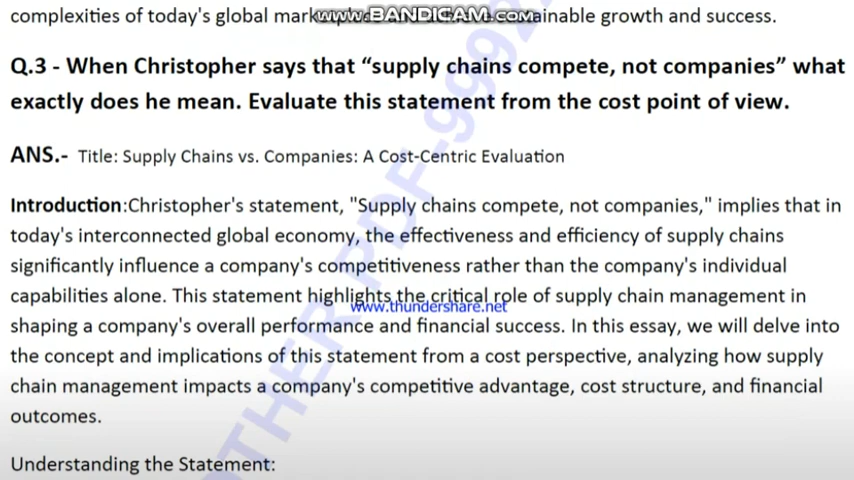 complexities of today's global inable growth and success.
www.BANDICAM.com
Q.3 - When Christopher says that “supply chains compete, not companies” what
exactly does he mean. Evaluate this statement from the cost point of view.
ANS.- Title: Supply Chains vs. Companies: A Cost-Centric Evaluation
Introduction:Christopher's statement, "Supply chains compete, not companies," implies that in
today's interconnected global economy, the effectiveness and efficiency of supply chains
significantly influence a company's competitiveness rather than the company's individual
capabilities alone. This statement highlights the critical role of supply chain management in
www.thundershare.net
shaping a company's overall performance and financial success. In this essay, we will delve into
the concept and implications of this statement from a cost perspective, analyzing how supply
chain management impacts a company's competitive advantage, cost structure, and financial
outcomes.
Understanding the Statement: